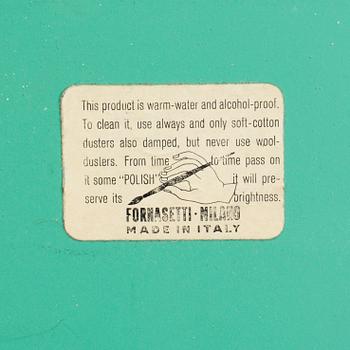 This product is warm-water and alcohol-proof.
To clean it, use always and only soft-cotton
dusters also damped, but never use wool-
dusters. From time to time pass on
it some "POLISH" it will pre-
serve its brightness.
FORNASETTI·MILANO
MADE IN ITALY